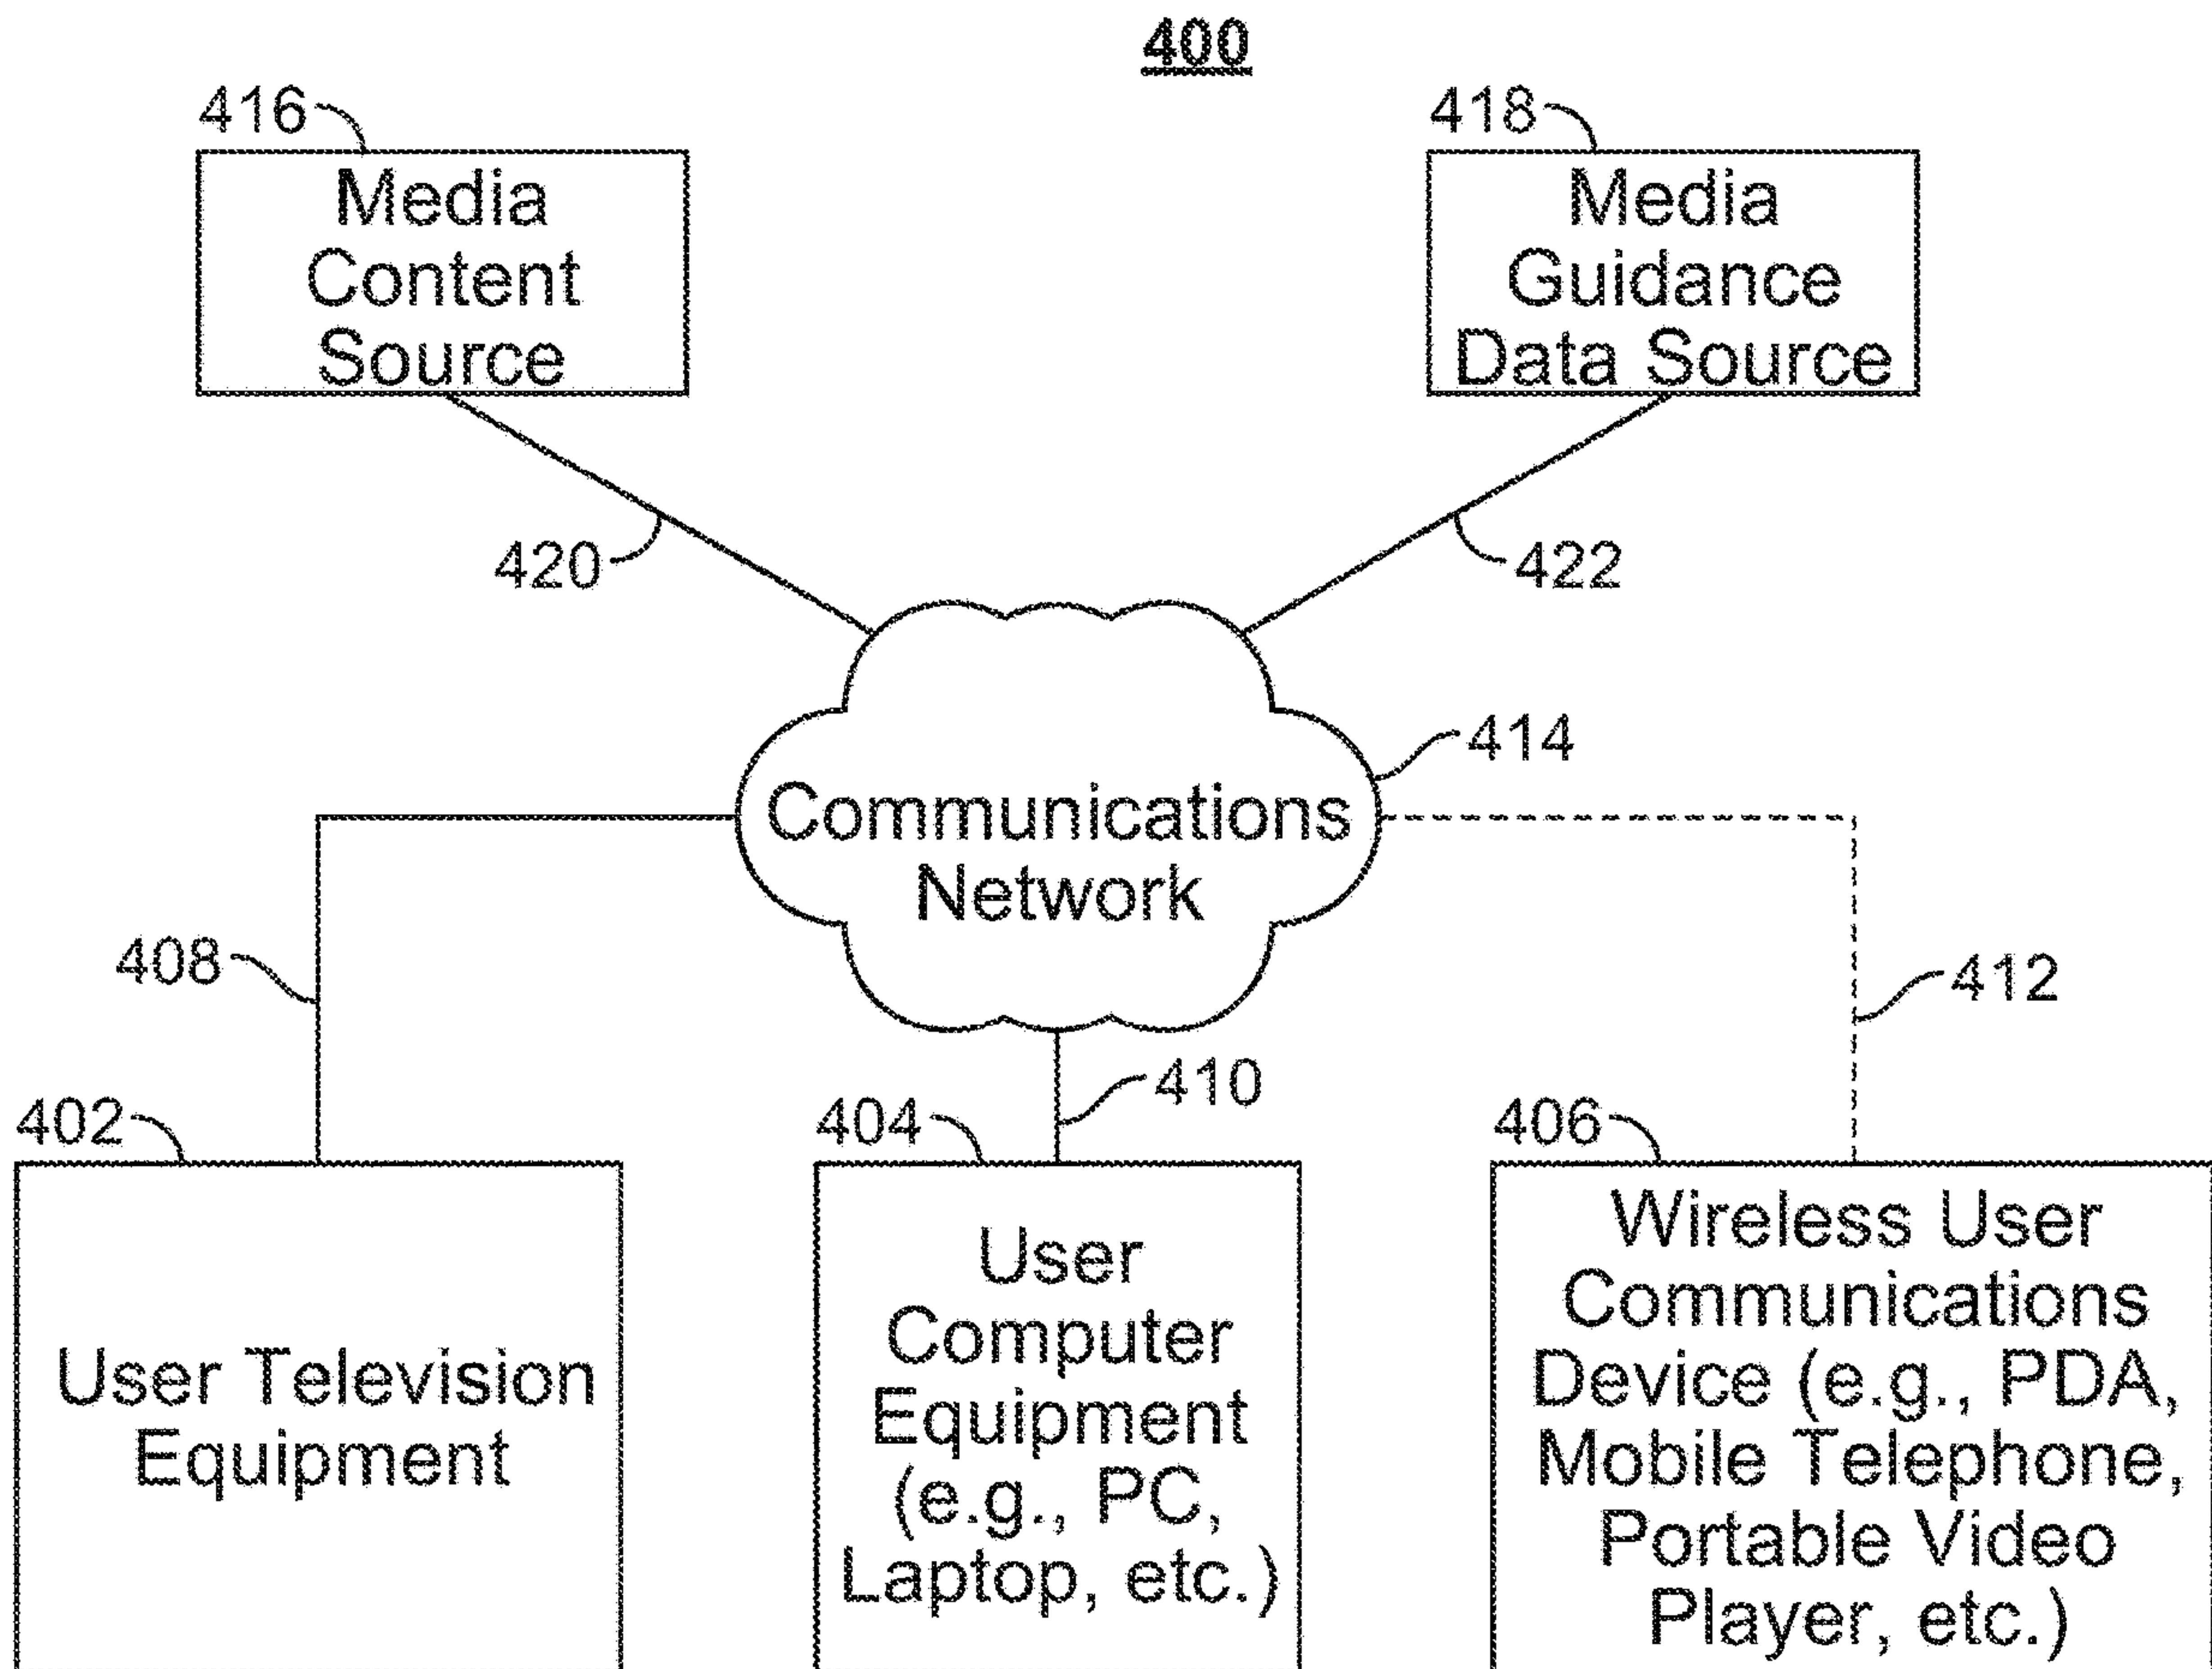 400
416
Media
Content
Source
418
Media
Guidance
Data Source
420
422
414
Communications
Network
408
412
410
402
User Television
Equipment
404
User
Computer
Equipment
(e.g., PC,
Laptop, etc.)
406
Wireless User
Communications
Device (e.g., PDA,
Mobile Telephone,
Portable Video
Player, etc.)